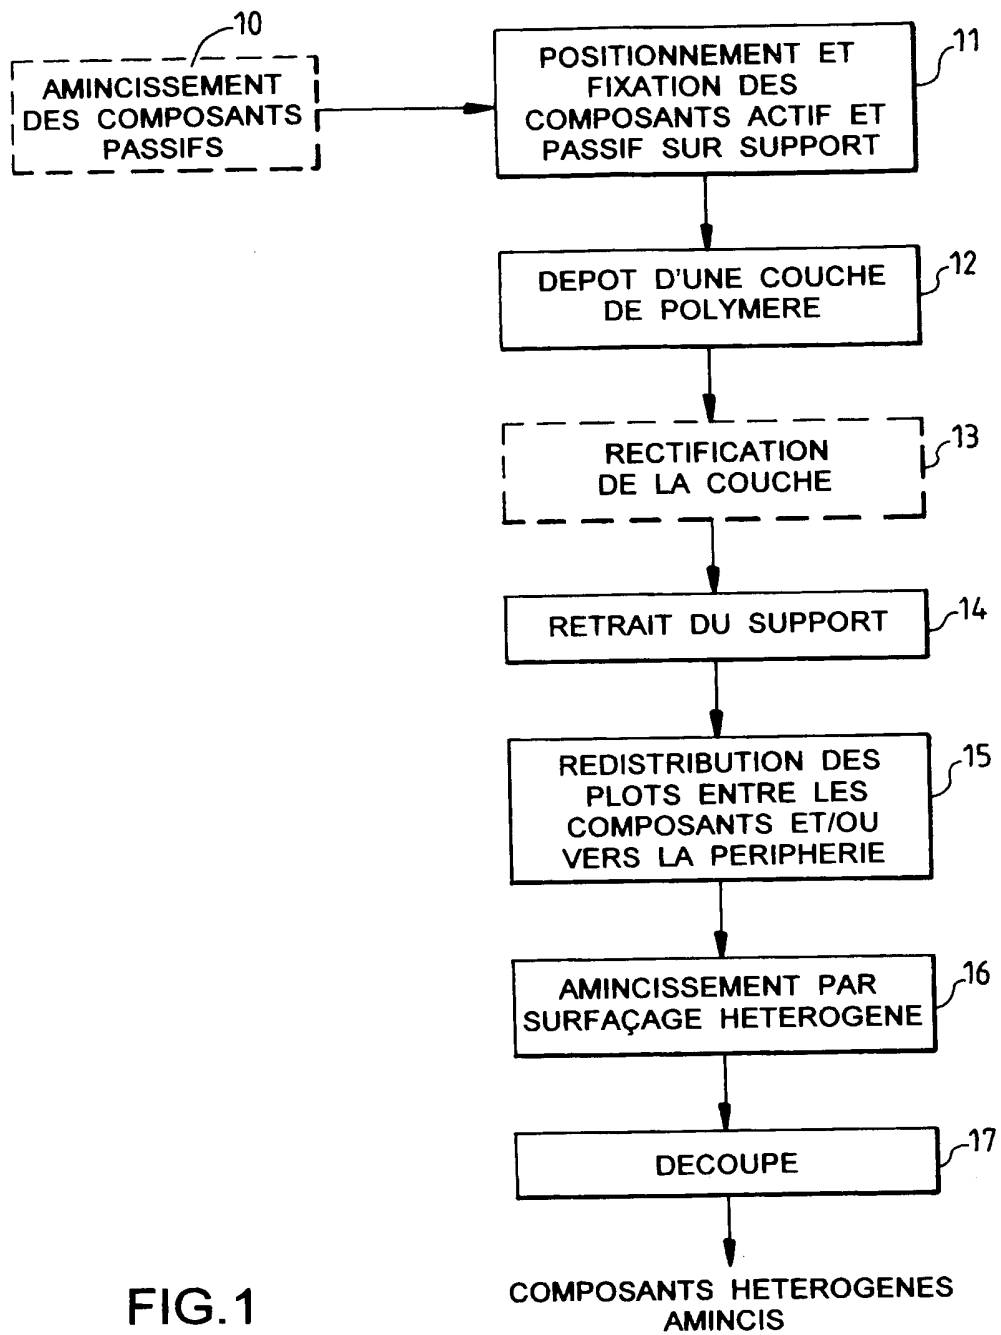 10
AMINCISSEMENT
DES COMPOSANTS
PASSIFS
11
POSITIONNEMENT ET
FIXATION DES
COMPOSANTS ACTIF ET
PASSIF SUR SUPPORT
12
DEPOT D'UNE COUCHE
DE POLYMERE
13
RECTIFICATION
DE LA COUCHE
14
RETRAIT DU SUPPORT
15
REDISTRIBUTION DES
PLOTS ENTRE LES
COMPOSANTS ET/OU
VERS LA PERIPHERIE
16
AMINCISSEMENT PAR
SURFAÇAGE HETEROGENE
17
DECOUPE
COMPOSANTS HETEROGENES
AMINCIS
FIG.1